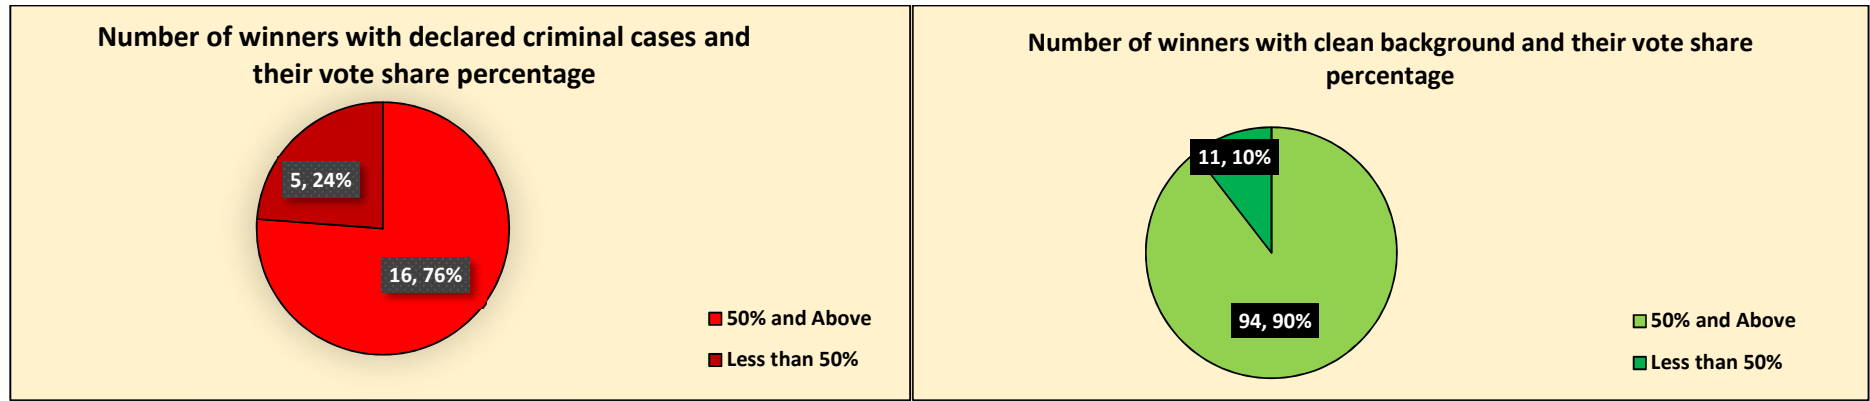 Number of winners with declared criminal cases and
their vote share percentage
5, 24%
16, 76%
50% and Above
Less than 50%
Number of winners with clean background and their vote share
percentage
11, 10%
94, 90%
50% and Above
Less than 50%